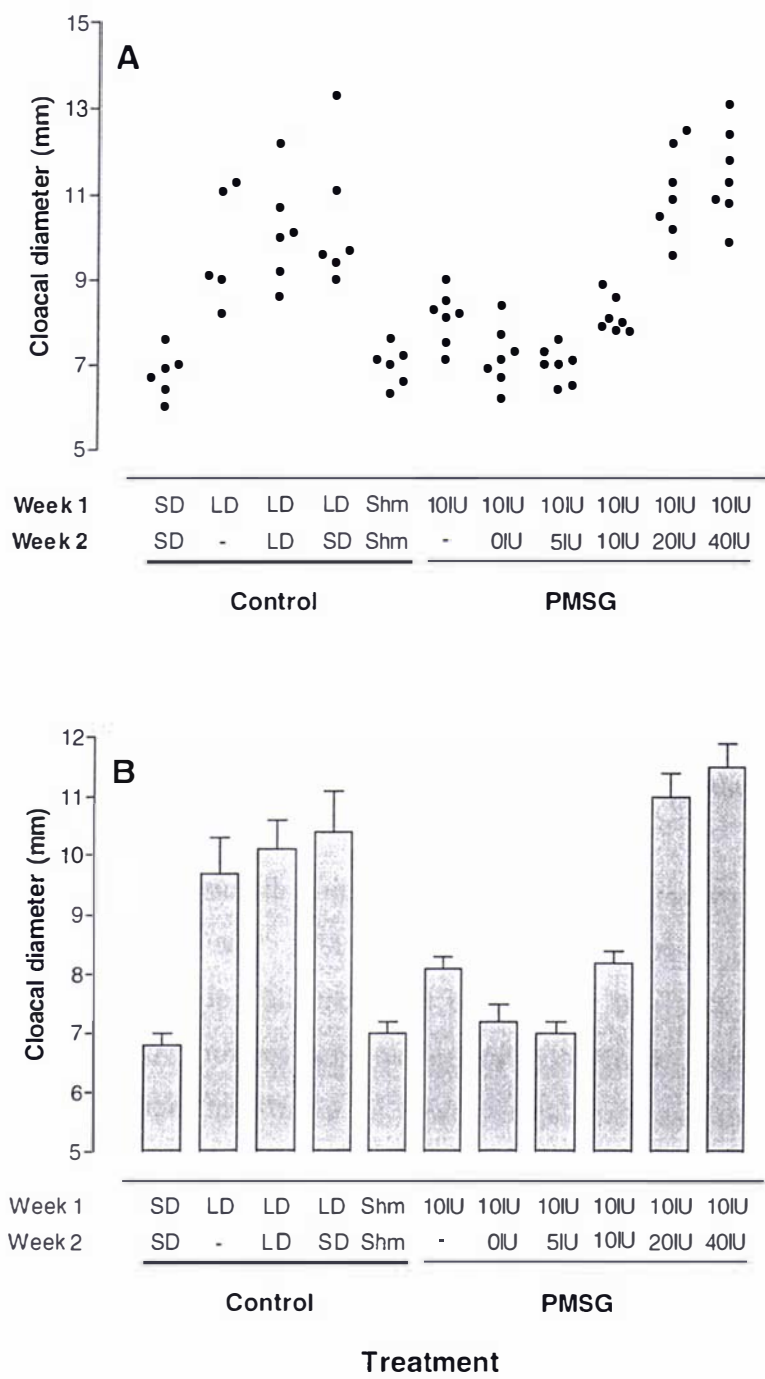 15
A
13
11
9
7
5
Cloacal diameter (mm)
Week 1 SD LD LD LD Shm 10IU 10IU 10IU 10IU 10IU 10IU
Week 2 SD - LD SD Shm - 0IU 5IU 10IU 20IU 40IU
Control PMSG
12
B
11
10
9
8
7
6
5
Cloacal diameter (mm)
Week 1 SD LD LD LD Shm 10IU 10IU 10IU 10IU 10IU 10IU
Week 2 SD - LD SD Shm - 0IU 5IU 10IU 20IU 40IU
Control PMSG
Treatment